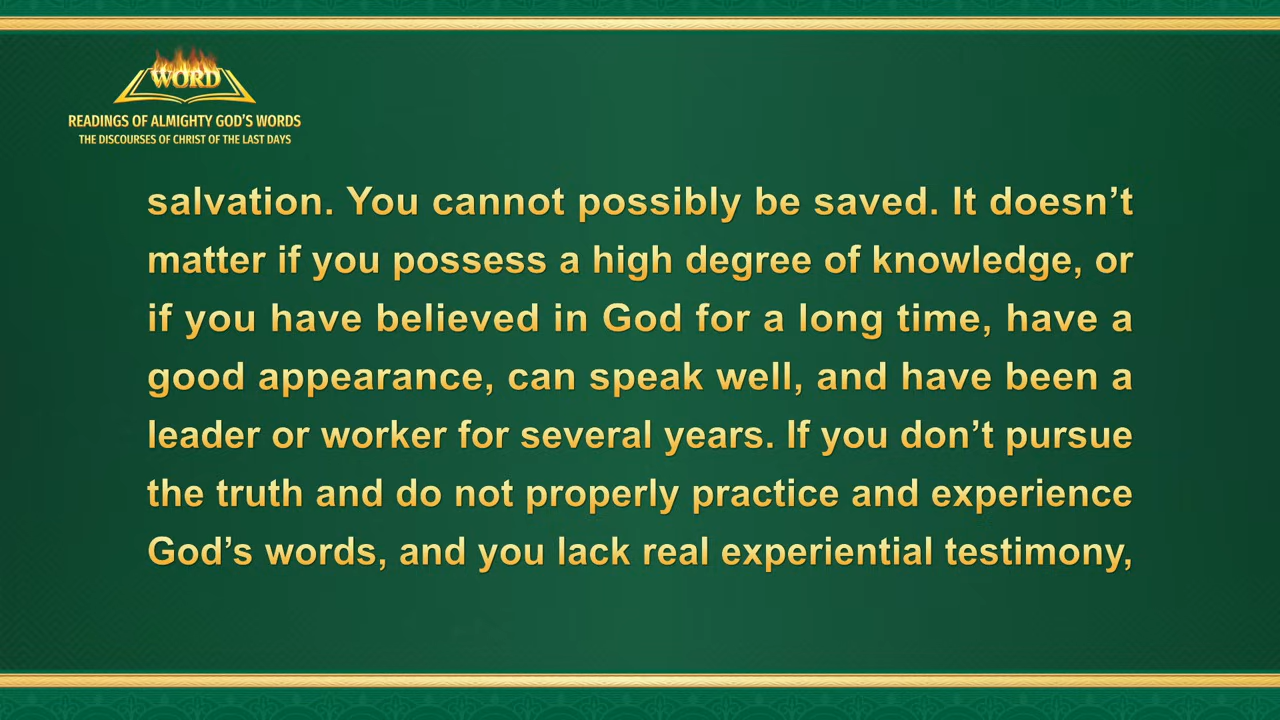 WORD
READINGS OF ALMIGHTY GOD'S WORDS
THE DISCOURSES OF CHRIST OF THE LAST DAYS
salvation. You cannot possibly be saved. It doesn’t
matter if you possess a high degree of knowledge, or
if you have believed in God for a long time, have a
good appearance, can speak well, and have been a
leader or worker for several years. If you don’t pursue
the truth and do not properly practice and experience
God’s words, and you lack real experiential testimony,